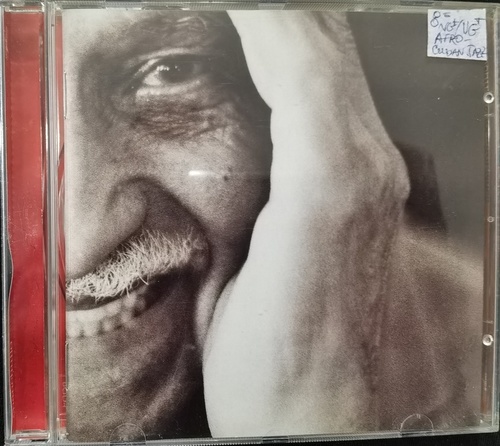 8=
VG+/VG+
AFRO-
CUBAN JAZZ